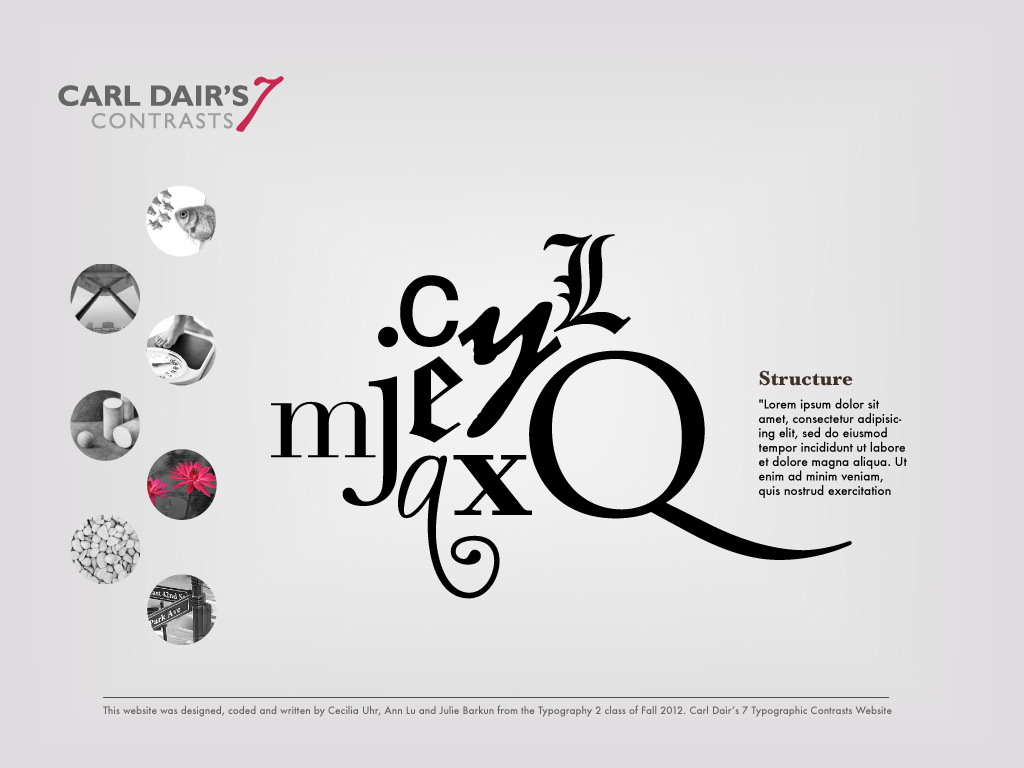 CARL DAIR'S 7
CONTRASTS
L
c y
m j e Q
q x
Structure
"Lorem ipsum dolor sit
amet, consectetur adipisic-
ing elit, sed do eiusmod
tempor incididunt ut labore
et dolore magna aliqua. Ut
enim ad minim veniam,
quis nostrud exercitation
Park Ave
This website was designed, coded and written by Cecilia Uhr, Ann Lu and Julie Barkun from the Typography 2 class of Fall 2012. Carl Dair's 7 Typographic Contrasts Website